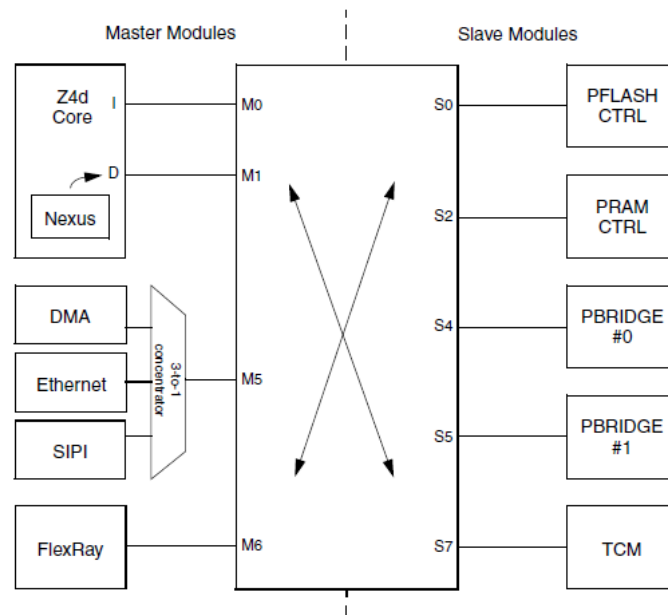 Master Modules
Slave Modules
Z4d
Core
I
D
Nexus
DMA
Ethernet
SIPI
3-to-1
concentrator
FlexRay
M0
M1
M5
M6
S0
S2
S4
S5
S7
PFLASH
CTRL
PRAM
CTRL
PBRIDGE
#0
PBRIDGE
#1
TCM